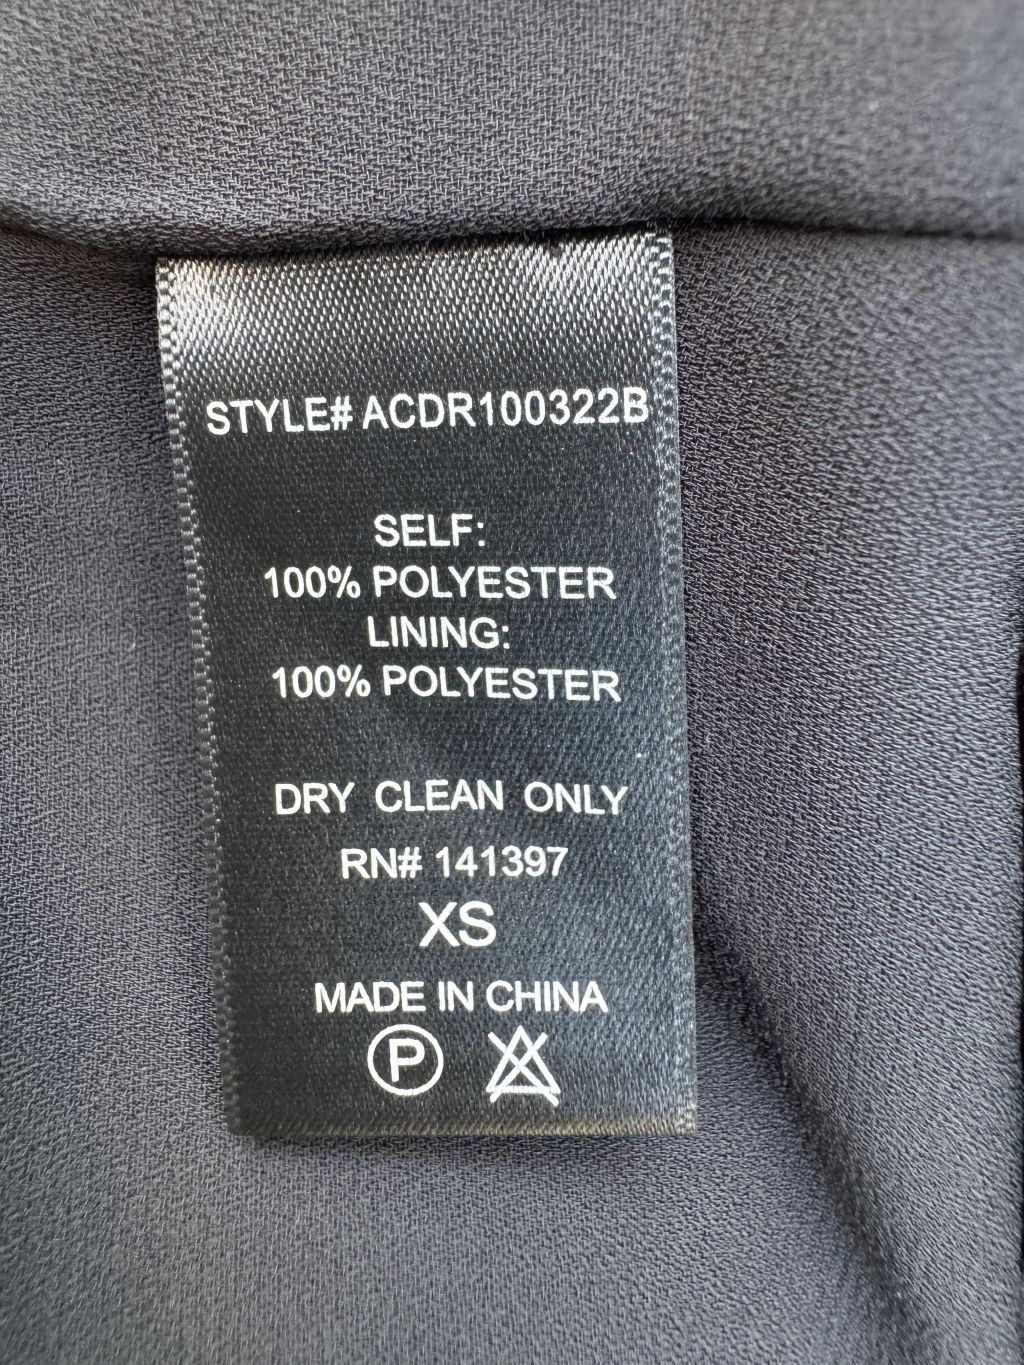 STYLE# ACDR100322B
SELF:
100% POLYESTER
LINING:
100% POLYESTER
DRY CLEAN ONLY
RN# 141397
XS
MADE IN CHINA
P